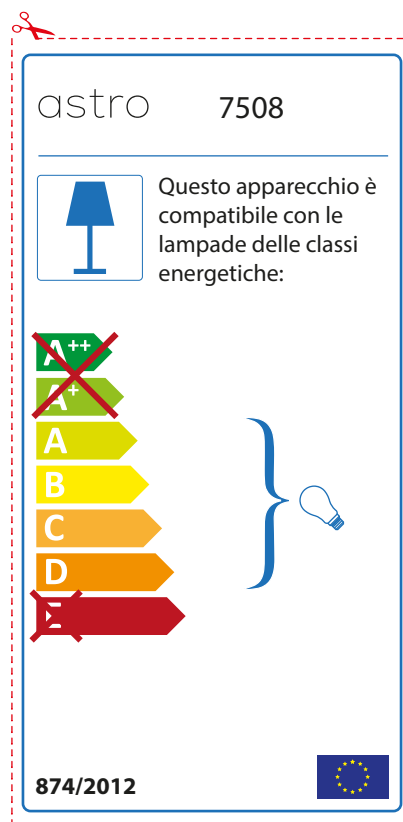 astro 7508
Questo apparecchio è
compatibile con le
lampade delle classi
energetiche:
A++
A+
A
B
C
D
E
874/2012